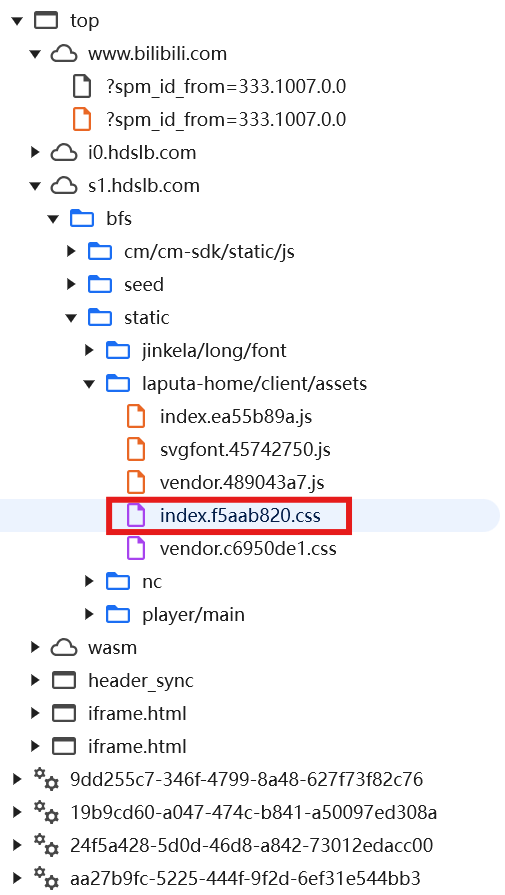 top
www.bilibili.com
?spm_id_from=333.1007.0.0
?spm_id_from=333.1007.0.0
i0.hdslb.com
s1.hdslb.com
bfs
cm/cm-sdk/static/js
seed
static
jinkela/long/font
laputa-home/client/assets
index.ea55b89a.js
svgfont.45742750.js
vendor.489043a7.js
index.f5aab820.css
vendor.c6950de1.css
nc
player/main
wasm
header_sync
iframe.html
iframe.html
9dd255c7-346f-4799-8a48-627f73f82c76
19b9cd60-a047-474c-b841-a50097ed308a
24f5a428-5d0d-46d8-a842-73012edacc00
aa27b9fc-5225-444f-9f2d-6ef31e544bb3